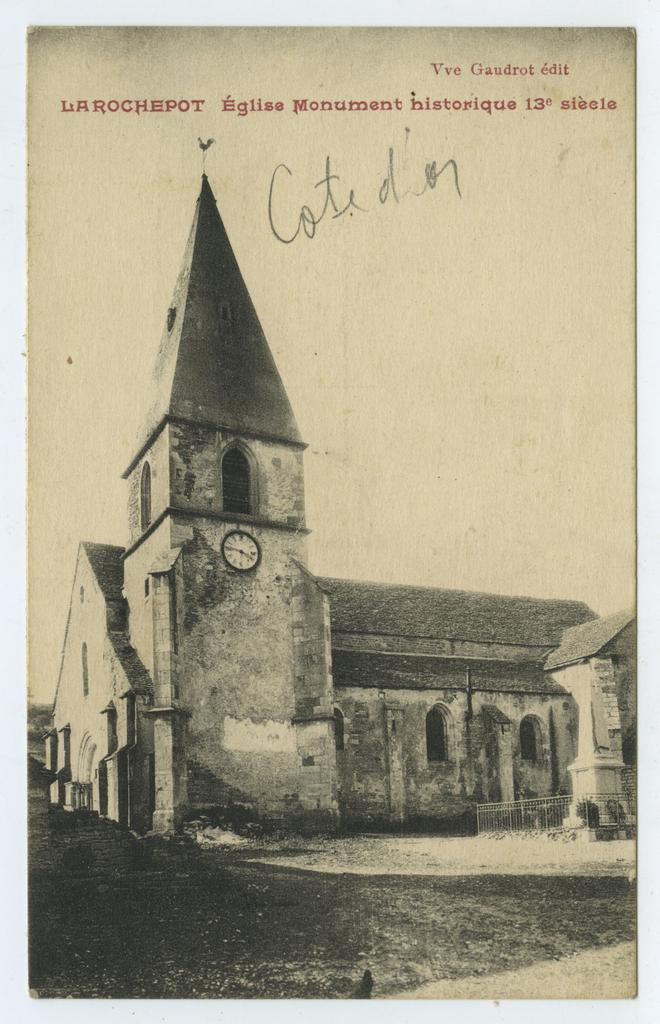 Vve Gaudrot édit
LAROCHEPOT Église Monument historique 13e siècle
Cote d'or